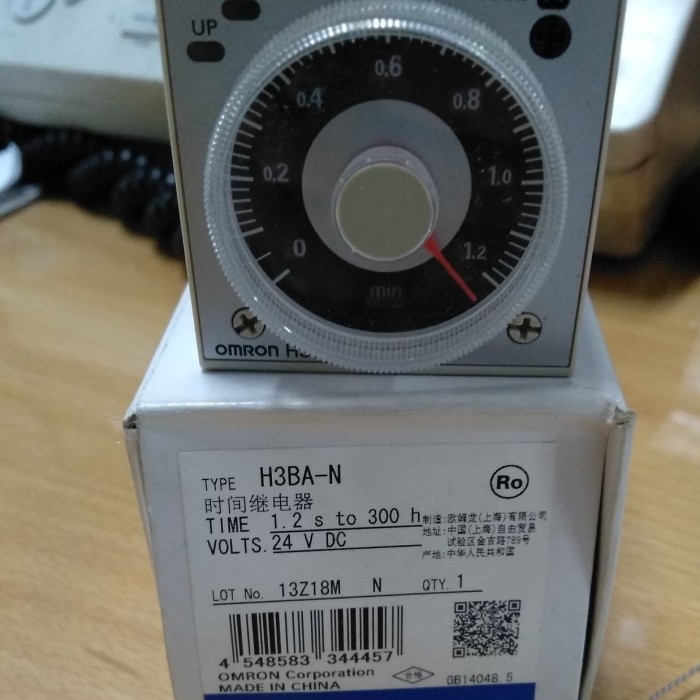 UP
0.6
0.4
0.8
0.2
1.0
0
1.2
min
OMRON
TYPE H3BA-N
Ro
时间继电器
TIME 1.2 s to 300 h
VOLTS. 24 V DC
制造:欧姆龙(上海)有限公司
地址:中国(上海)自由贸易
试验区金吉路789号
产地:中华人民共和国
LOT No. 13Z18M N QTY. 1
4 548583 344457
OMRON Corporation
合格
GB14048.5
MADE IN CHINA